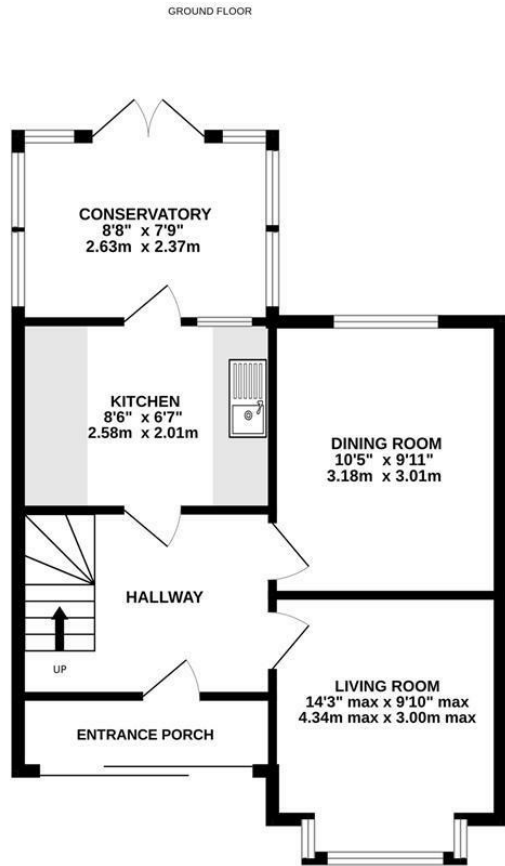 GROUND FLOOR
CONSERVATORY
8'8" x 7'9"
2.63m x 2.37m
KITCHEN
8'6" x 6'7"
2.58m x 2.01m
DINING ROOM
10'5" x 9'11"
3.18m x 3.01m
HALLWAY
UP
LIVING ROOM
14'3" max x 9'10" max
4.34m max x 3.00m max
ENTRANCE PORCH